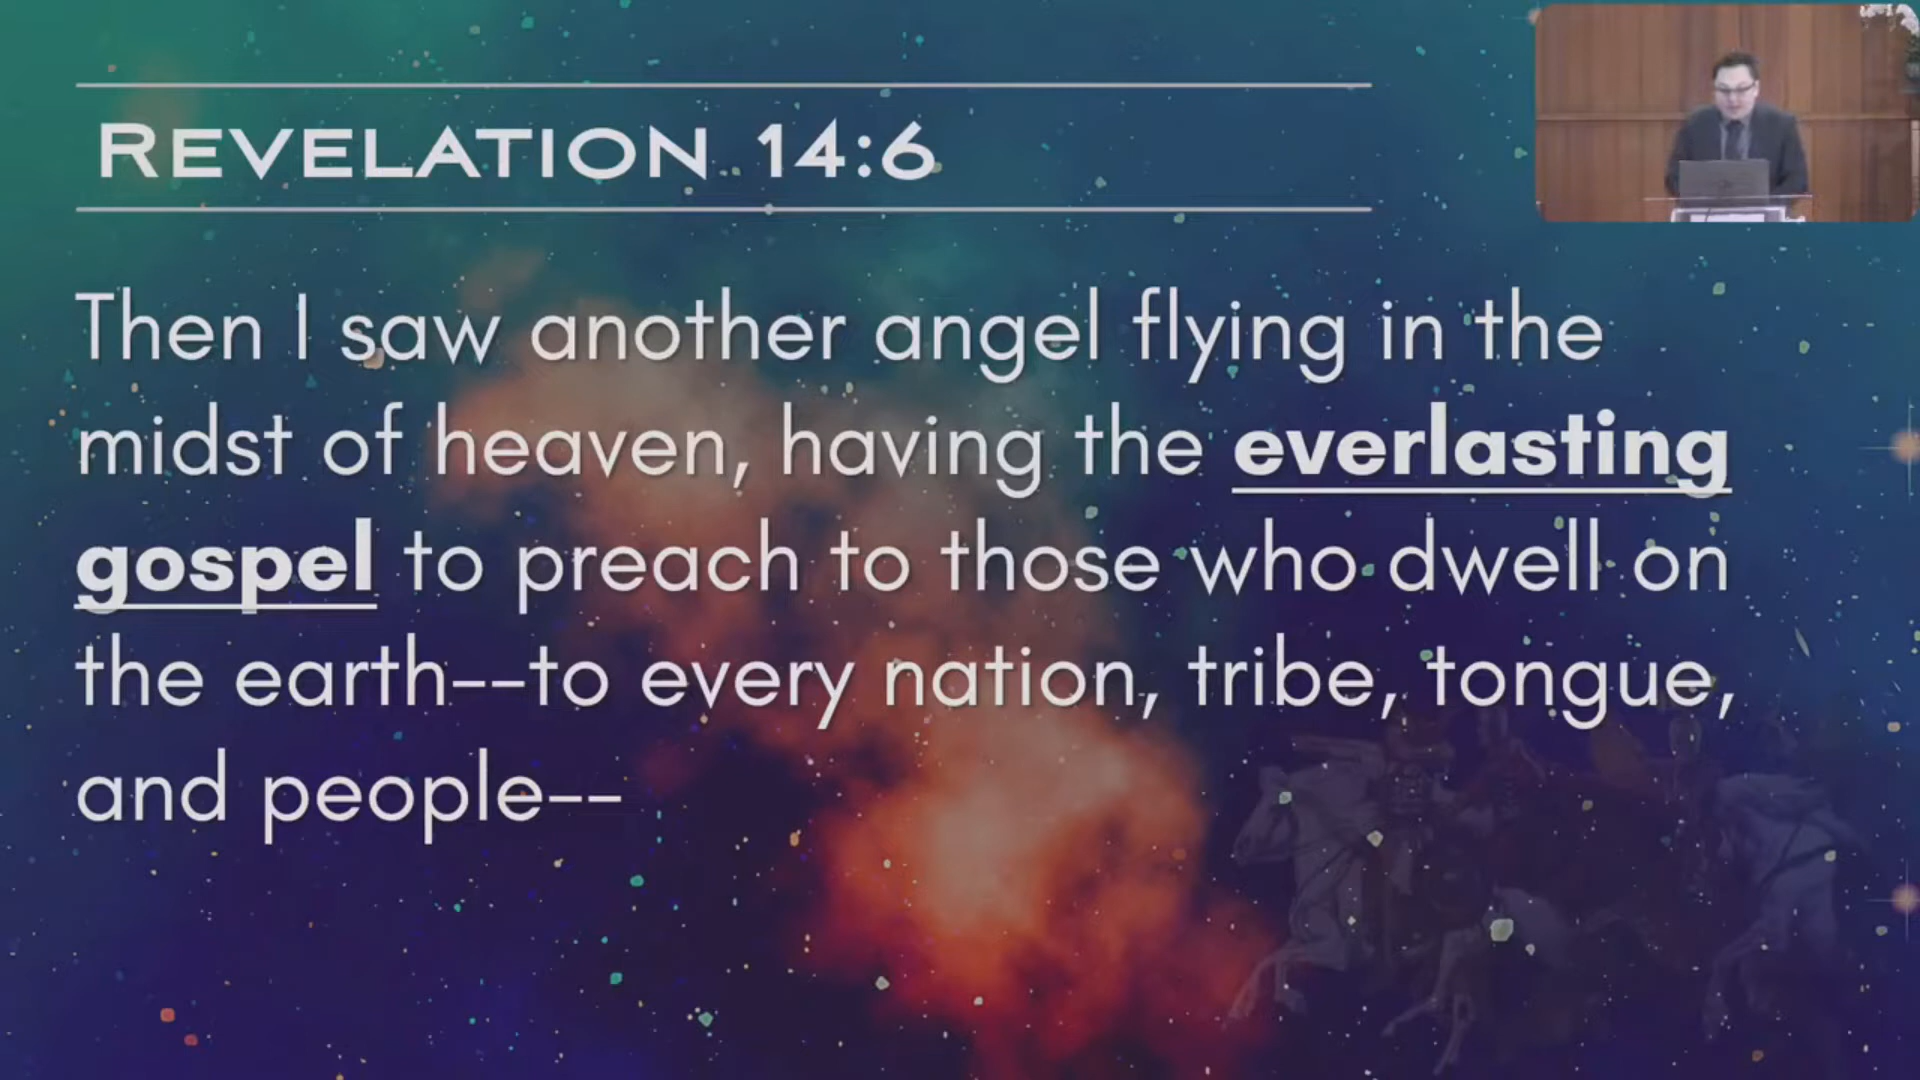 REVELATION 14:6
Then I saw another angel flying in the
midst of heaven, having the everlasting
gospel to preach to those who dwell on
the earth--to every nation, tribe, tongue,
and people--